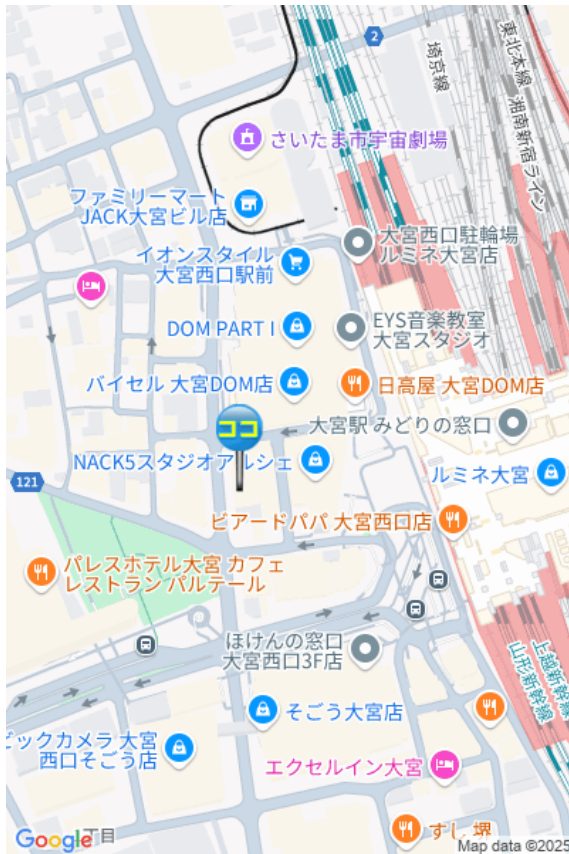 2
埼京線
東北本線
湘南新宿ライン
さいたま市宇宙劇場
ファミリーマート
JACK大宮ビル店
大宮西口駐輪場
ルミネ大宮店
イオンスタイル
大宮西口駅前
DOM PART I
EYS音楽教室
大宮スタジオ
バイセル 大宮DOM店
日高屋 大宮DOM店
ココ
大宮駅 みどりの窓口
NACK5スタジオアルシェ
ルミネ大宮
121
ビアードパパ 大宮西口店
パレスホテル大宮 カフェ
レストラン パルテール
ほけんの窓口
大宮西口3F店
上越新幹線
山形新幹線
そごう大宮店
ビックカメラ 大宮
西口そごう店
エクセルイン大宮
すし 堺
Google
丁目
Map data ©2025